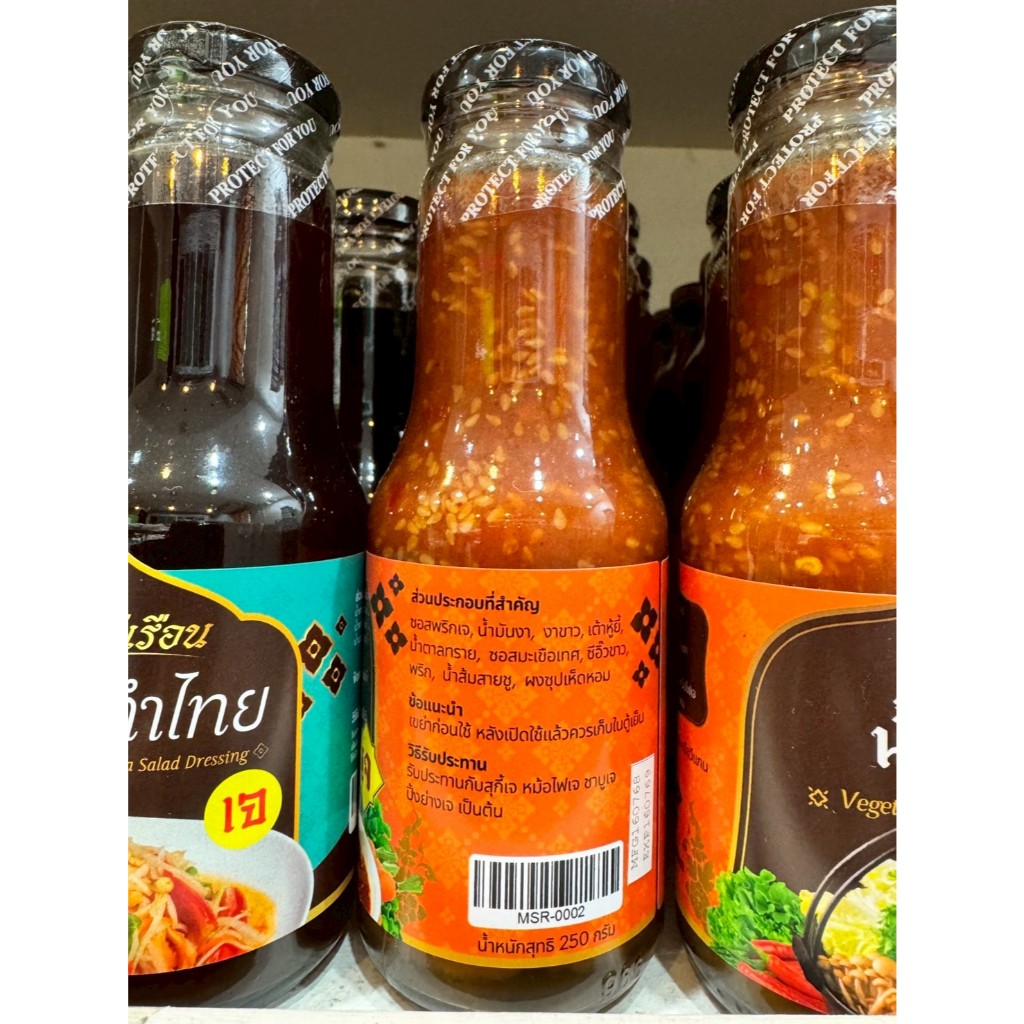 PROTECT FOR YOU
PROTECT FOR YOU
PROTECT FOR YOU
เรือน
ตำไทย
Salad Dressing
เจ
ส่วนประกอบที่สำคัญ
ซอสพริกเจ, น้ำมันงา, งาขาว, เต้าหู้ยี้,
น้ำตาลทราย, ซอสมะเขือเทศ, ซีอิ๊วขาว,
พริก, น้ำส้มสายชู, ผงซุปเห็ดหอม
ข้อแนะนำ
เขย่าก่อนใช้ หลังเปิดใช้แล้วควรเก็บในตู้เย็น
วิธีรับประทาน
รับประทานกับสุกี้เจ หม้อไฟเจ ชาบูเจ
ปิ้งย่างเจ เป็นต้น
MFG160768
EXP160769
MSR-0002
น้ำหนักสุทธิ 250 กรัม
Veget